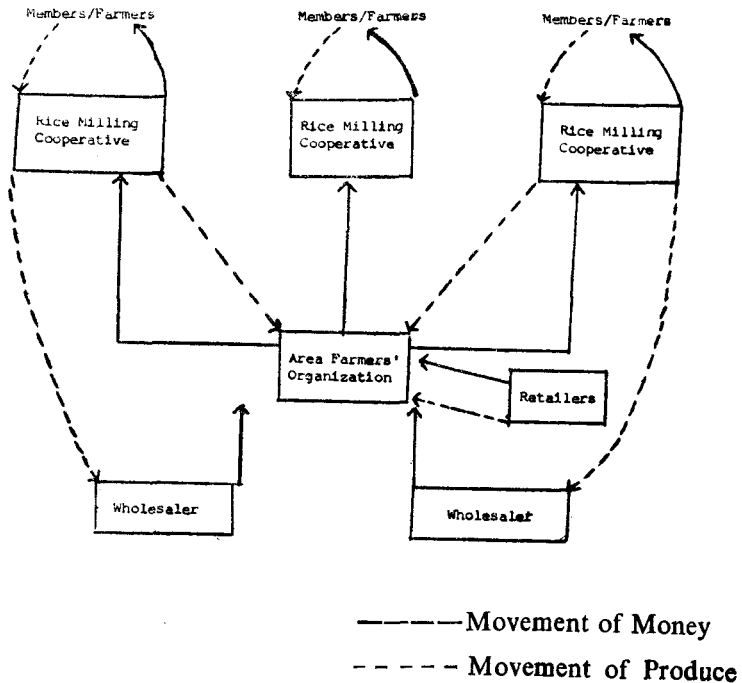 Members/Farmers
Members/Farmers
Members/Farmers
Rice Milling
Cooperative
Rice Milling
Cooperative
Rice Milling
Cooperative
Area Farmers'
Organization
Retailers
Wholesaler
Wholesaler
Movement of Money
Movement of Produce